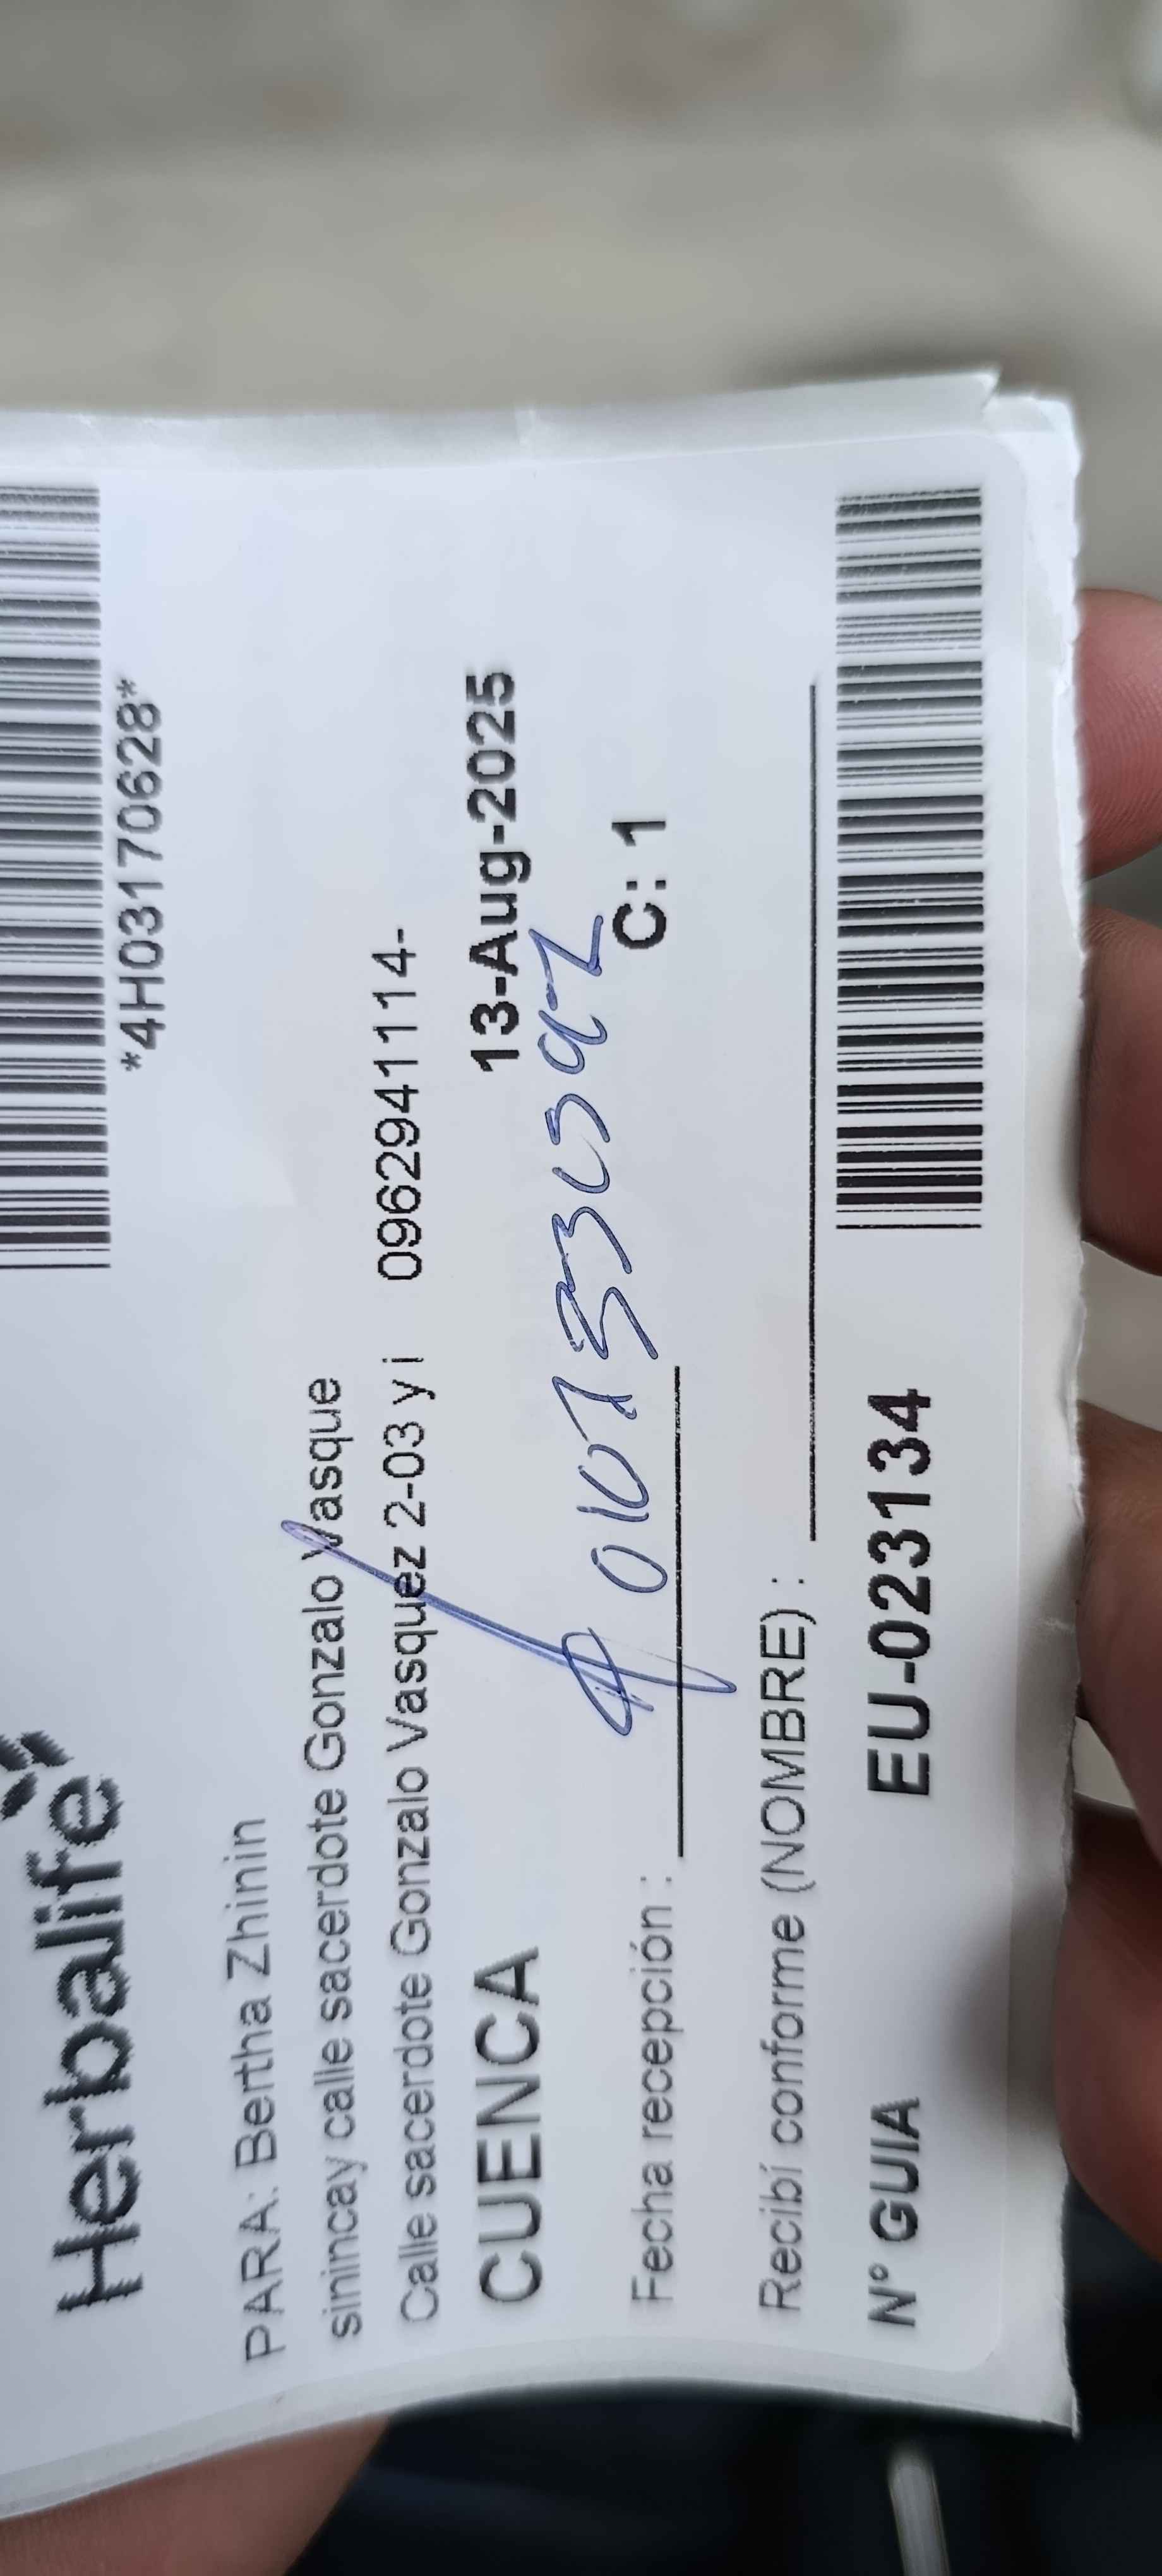 Herbalife
*4H03170628*
PARA: Bertha Zhinin
sinincay calle sacerdote Gonzalo Vasque
Calle sacerdote Gonzalo Vasquez 2-03 y i 0962941114-
CUENCA 13-Aug-2025
Fecha recepción :
C: 1
Recibí conforme (NOMBRE) :
N° GUIA EU-023134